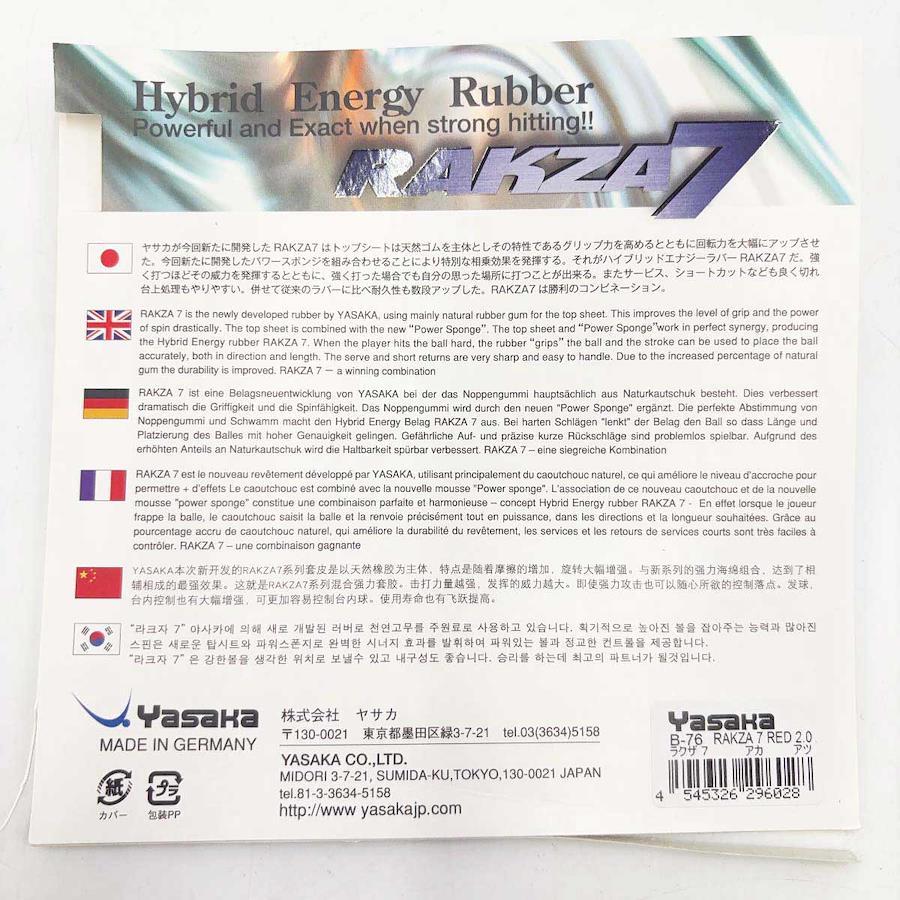 Hybrid Energy Rubber
Powerful and Exact when strong hitting!!
RAKZA 7
ヤサカが今回新たに開発した RAKZA7 はトップシートは天然ゴムを主体としその特性であるグリップ力を高めるとともに回転力を大幅にアップさせ
た。今回新たに開発したパワースポンジを組み合わせることにより特別な相乗効果を発揮する。それがハイブリッドエナジーラバー RAKZA7 だ。強
く打つほどその威力を発揮するとともに、強く打った場合でも自分の思った場所に打つことが出来る。またサービス、ショートカットなども良く切れ
台上処理もやりやすい。併せて従来のラバーに比べ耐久性も数段アップした。RAKZA7 は勝利のコンビネーション。
RAKZA 7 is the newly developed rubber by YASAKA, using mainly natural rubber gum for the top sheet. This improves the level of grip and the power
of spin drastically. The top sheet is combined with the new “Power Sponge”. The top sheet and “Power Sponge”work in perfect synergy, producing
the Hybrid Energy rubber RAKZA 7. When the player hits the ball hard, the rubber “grips” the ball and the stroke can be used to place the ball
accurately, both in direction and length. The serve and short returns are very sharp and easy to handle. Due to the increased percentage of natural
gum the durability is improved. RAKZA 7 — a winning combination
RAKZA 7 ist eine Belagsneuentwicklung von YASAKA bei der das Noppengummi hauptsächlich aus Naturkautschuk besteht. Dies verbessert
dramatisch die Griffigkeit und die Spinfähigkeit. Das Noppengummi wird durch den neuen "Power Sponge" ergänzt. Die perfekte Abstimmung von
Noppengummi und Schwamm macht den Hybrid Energy Belag RAKZA 7 aus. Bei harten Schlägen "lenkt" der Belag den Ball so dass Länge und
Platzierung des Balles mit hoher Genauigkeit gelingen. Gefährliche Auf- und präzise kurze Rückschläge sind problemlos spielbar. Aufgrund des
erhöhten Anteils an Naturkautschuk wird die Haltbarkeit spürbar verbessert. RAKZA 7 – eine siegreiche Kombination
RAKZA 7 est le nouveau revêtement développé par YASAKA, utilisant principalement du caoutchouc naturel, ce qui améliore le niveau d'accroche pour
permettre + d'effets Le caoutchouc est combiné avec la nouvelle mousse "Power sponge". L'association de ce nouveau caoutchouc et de la nouvelle
mousse "power sponge" constitue une combinaison parfaite et harmonieuse – concept Hybrid Energy rubber RAKZA 7 - En effet lorsque le joueur
frappe la balle, le caoutchouc saisit la balle et la renvoie précisément tout en puissance, dans les directions et la longueur souhaitées. Grâce au
pourcentage accru de caoutchouc naturel, qui améliora la durabilité du revêtement, les services et les retours de services courts sont très faciles à
contrôler. RAKZA 7 – une combinaison gagnante
YASAKA本次新开发的RAKZA7系列套皮是以天然橡胶为主体，特点是随着摩擦的增加，旋转大幅增强。与新系列的强力海绵组合，达到了相
辅相成的最强效果。这就是RAKZA7系列混合强力套胶。击打力量越强，发挥的威力越大。即使强力攻击也可以随心所欲的控制落点。发球，
台内控制也有大幅增强，可更加容易控制台内球。使用寿命也有飞跃提高。
“라크자 7” 야사카에 의해 새로 개발된 러버로 천연고무를 주원료로 사용하고 있습니다. 획기적으로 높아진 볼을 잡아주는 능력과 많아진
스핀은 새로운 탑시트와 파워스폰지로 완벽한 시너지 효과를 발휘하며 파워있는 볼과 정교한 컨트롤을 제공합니다.
“라크자 7” 은 강한볼을 생각한 위치로 보낼수 있고 내구성도 좋습니다. 승리를 하는데 최고의 파트너가 될것입니다.
Yasaka
MADE IN GERMANY
紙
カバー
プラ
包装PP
株式会社 ヤサカ
〒130-0021 東京都墨田区緑3-7-21 tel.03(3634)5158
YASAKA CO.,LTD.
MIDORI 3-7-21, SUMIDA-KU,TOKYO,130-0021 JAPAN
tel.81-3-3634-5158
http://www yasakajp.com
Yasaka
B-76 RAKZA 7 RED 2.0
ラクザ 7 アカ アツ
4 545326 296028